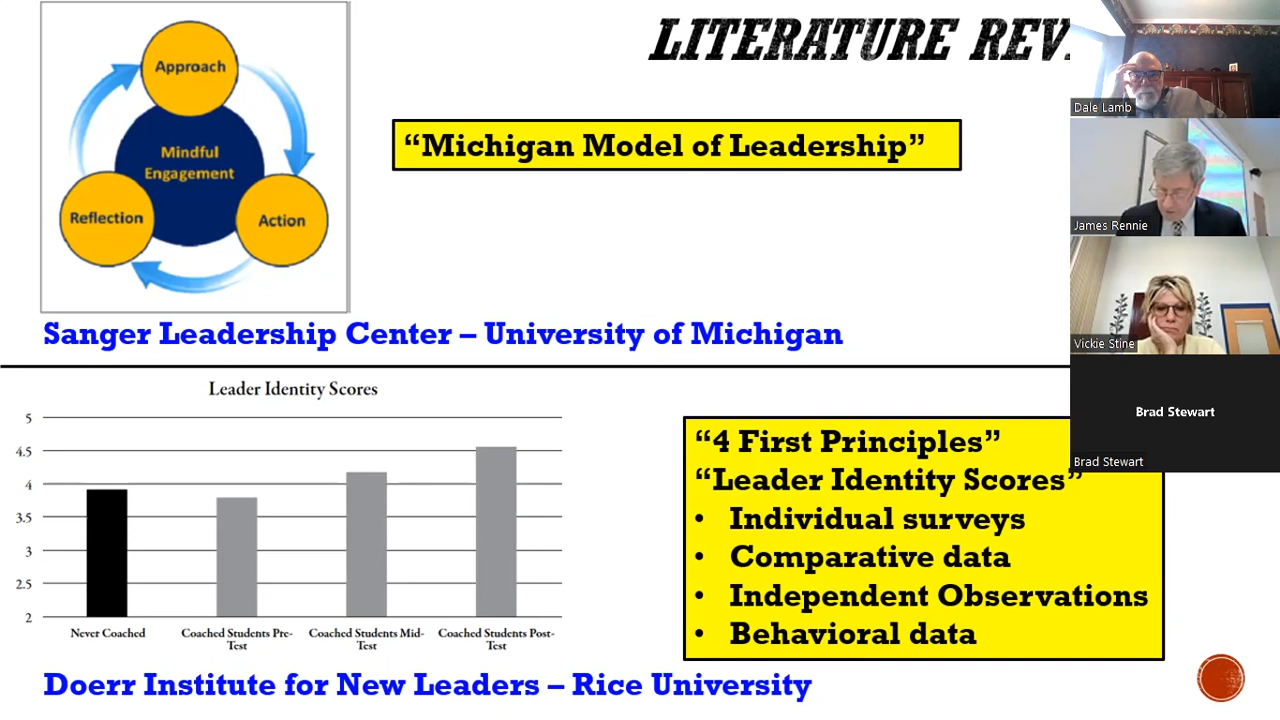 LITERATURE REV
Approach
Mindful
Engagement
Reflection
Action
“Michigan Model of Leadership”
Sanger Leadership Center – University of Michigan
Leader Identity Scores
5
4.5
4
3.5
3
2.5
2
Never Coached
Coached Students Pre-
Test
Coached Students Mid-
Test
Coached Students Post-
Test
“4 First Principles”
“Leader Identity Scores”
• Individual surveys
• Comparative data
• Independent Observations
• Behavioral data
Doerr Institute for New Leaders – Rice University
Dale Lamb
James Rennie
Vickie Stine
Brad Stewart
Brad Stewart